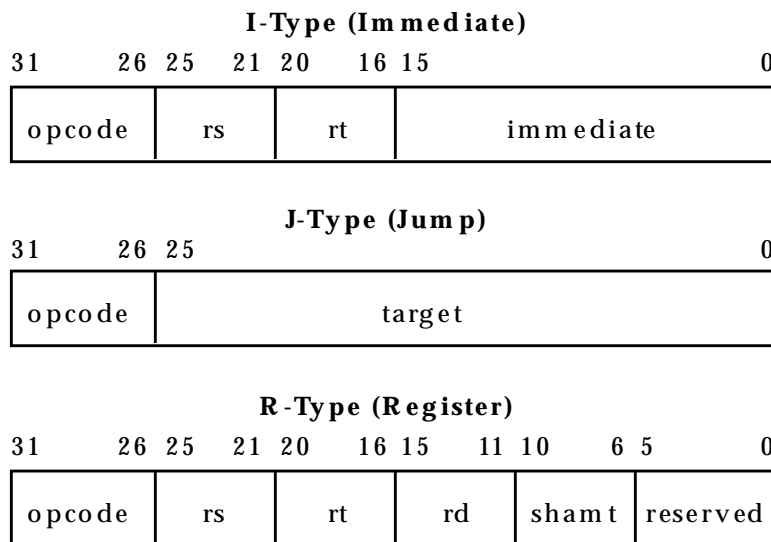 I-Type (Immediate)
31 26 25 21 20 16 15 0
opcode rs rt immediate
J-Type (Jump)
31 26 25 0
opcode target
R-Type (Register)
31 26 25 21 20 16 15 11 10 6 5 0
opcode rs rt rd shamt reserved